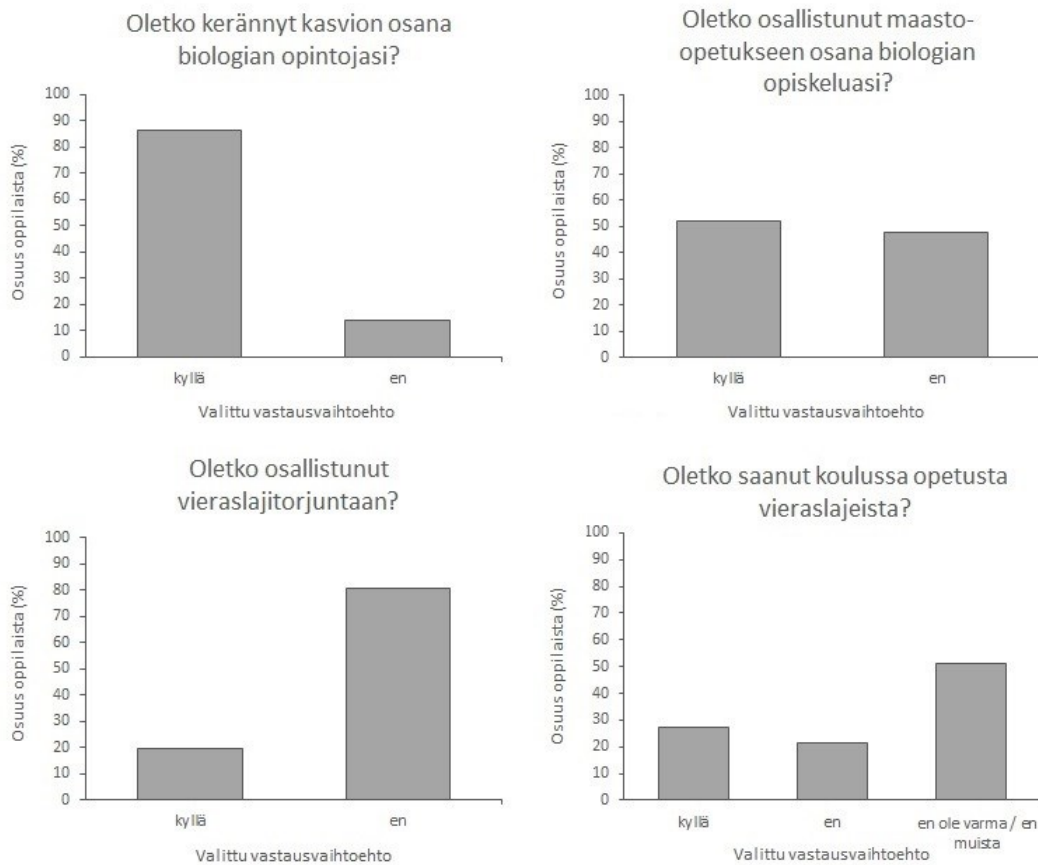 Oletko kerännyt kasvion osana
biologian opintojasi?
Osuus oppilaista (%)
100
90
80
70
60
50
40
30
20
10
0
kyllä
en
Valittu vastausvaihtoehto
Oletko osallistunut maasto-
opetukseen osana biologian
opiskeluasi?
Osuus oppilaista (%)
100
90
80
70
60
50
40
30
20
10
0
kyllä
en
Valittu vastausvaihtoehto
Oletko osallistunut
vieraslajitorjuntaan?
Osuus oppilaista (%)
100
90
80
70
60
50
40
30
20
10
0
kyllä
en
Valittu vastausvaihtoehto
Oletko saanut koulussa opetusta
vieraslajeista?
Osuus oppilaista (%)
100
90
80
70
60
50
40
30
20
10
0
kyllä
en
en ole varma / en
muista
Valittu vastausvaihtoehto